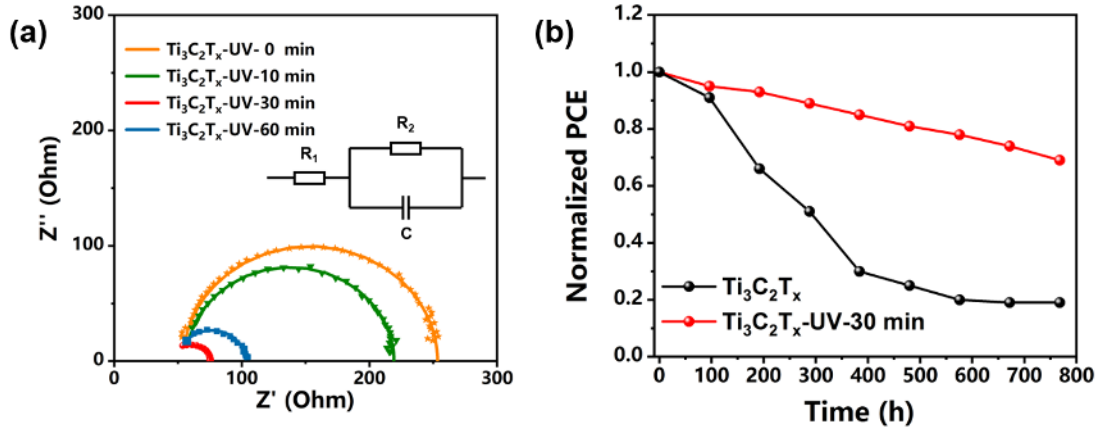 (a)
300
200
100
0
0
100
200
300
Z'' (Ohm)
Z' (Ohm)
Ti₃C₂Tₓ-UV- 0 min
Ti₃C₂Tₓ-UV-10 min
Ti₃C₂Tₓ-UV-30 min
Ti₃C₂Tₓ-UV-60 min
R₁
R₂
C
(b)
1.2
1.0
0.8
0.6
0.4
0.2
0.0
0
100
200
300
400
500
600
700
800
Normalized PCE
Time (h)
Ti₃C₂Tₓ
Ti₃C₂Tₓ-UV-30 min